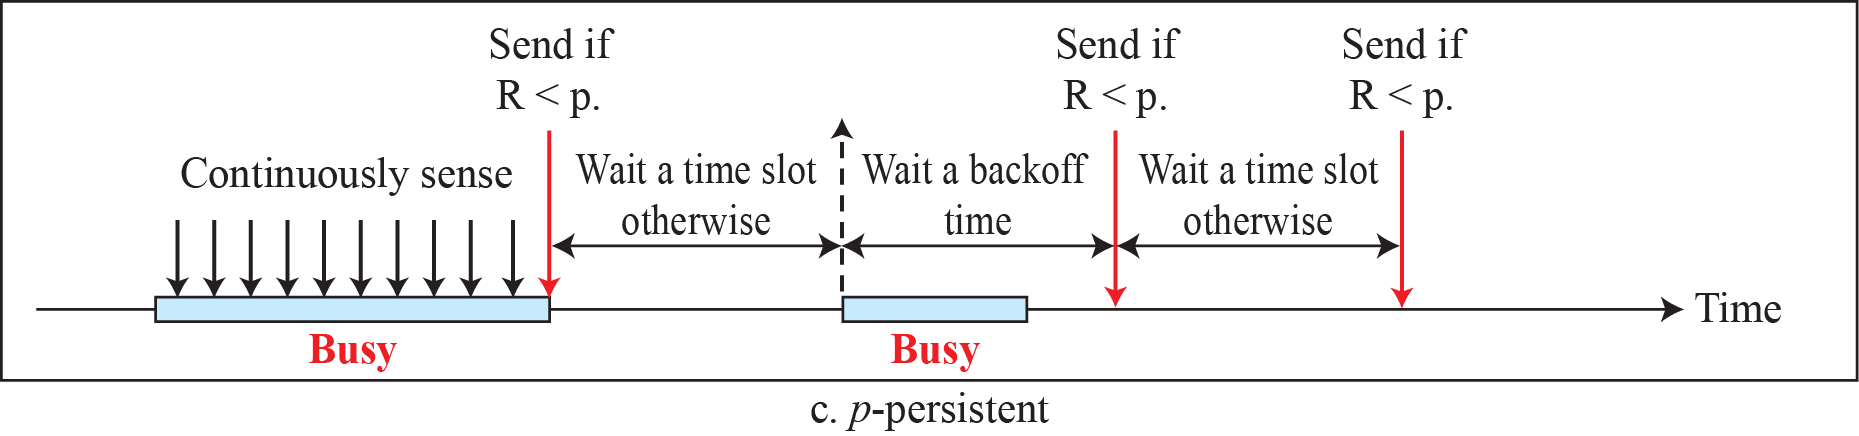 Send if
R < p.
Send if
R < p.
Send if
R < p.
Continuously sense
Wait a time slot
otherwise
Wait a backoff
time
Wait a time slot
otherwise
Time
Busy
Busy
c. p-persistent